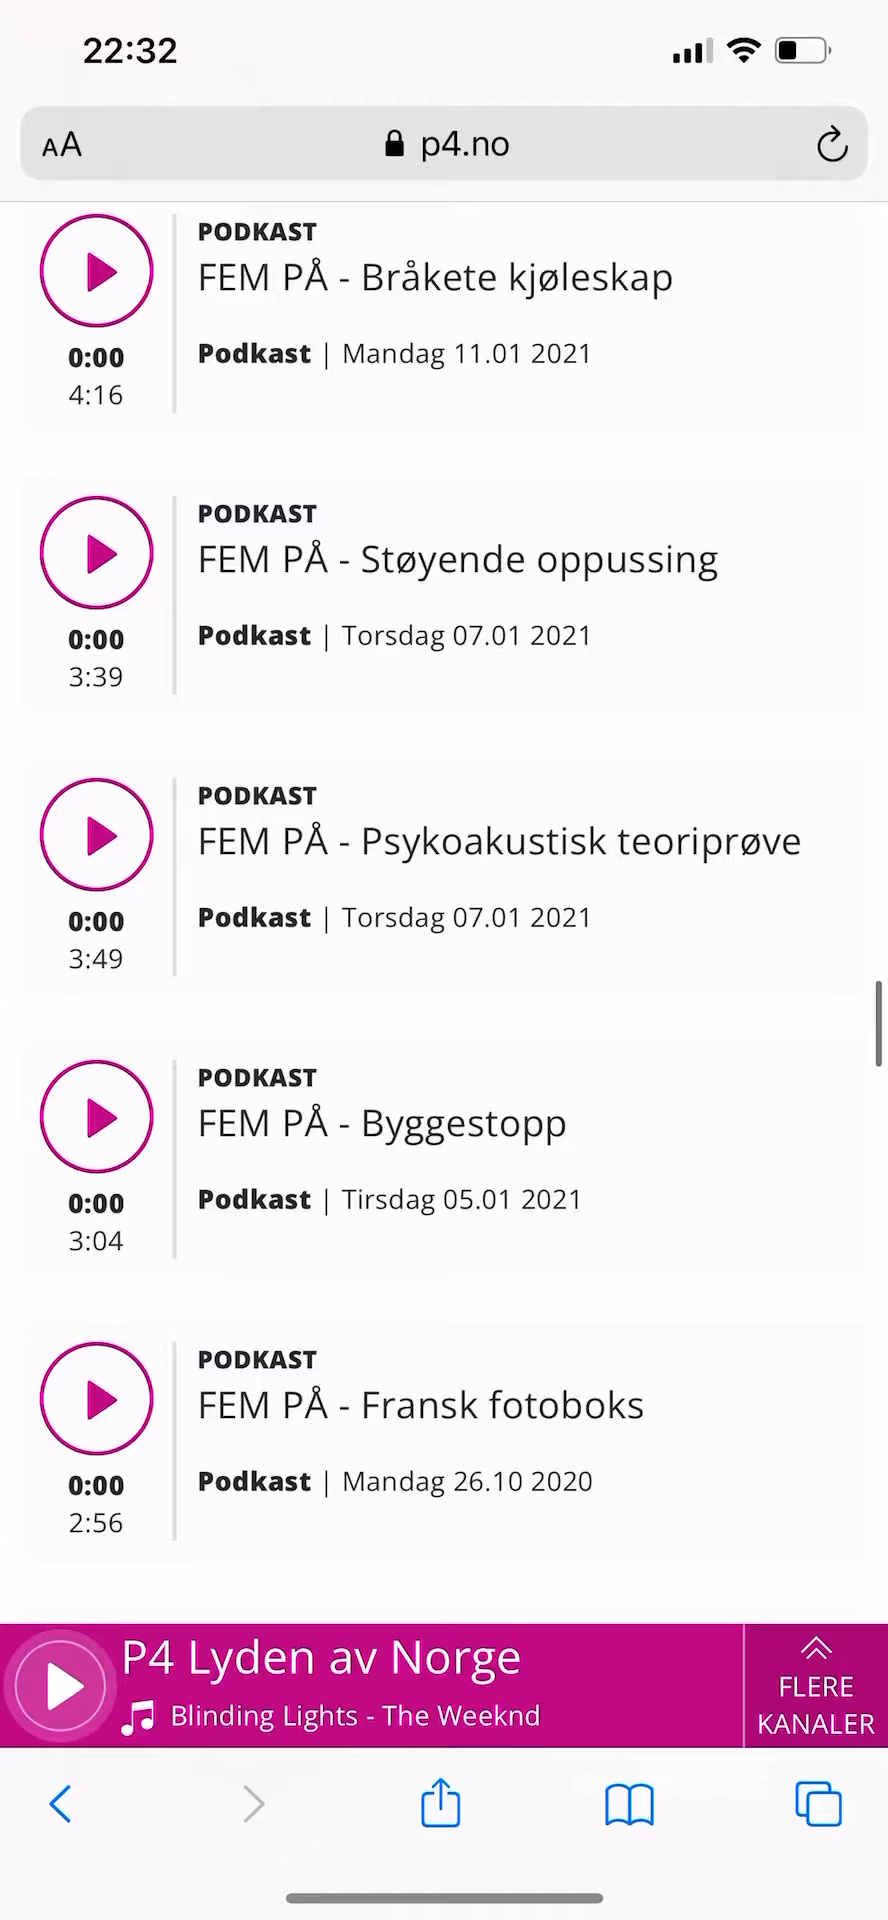 22:32
AA
p4.no
PODKAST
FEM PÅ - Bråkete kjøleskap
Podkast | Mandag 11.01 2021
0:00
4:16
PODKAST
FEM PÅ - Støyende oppussing
Podkast | Torsdag 07.01 2021
0:00
3:39
PODKAST
FEM PÅ - Psykoakustisk teoriprøve
Podkast | Torsdag 07.01 2021
0:00
3:49
PODKAST
FEM PÅ - Byggestopp
Podkast | Tirsdag 05.01 2021
0:00
3:04
PODKAST
FEM PÅ - Fransk fotoboks
Podkast | Mandag 26.10 2020
0:00
2:56
P4 Lyden av Norge
Blinding Lights - The Weeknd
FLERE
KANALER